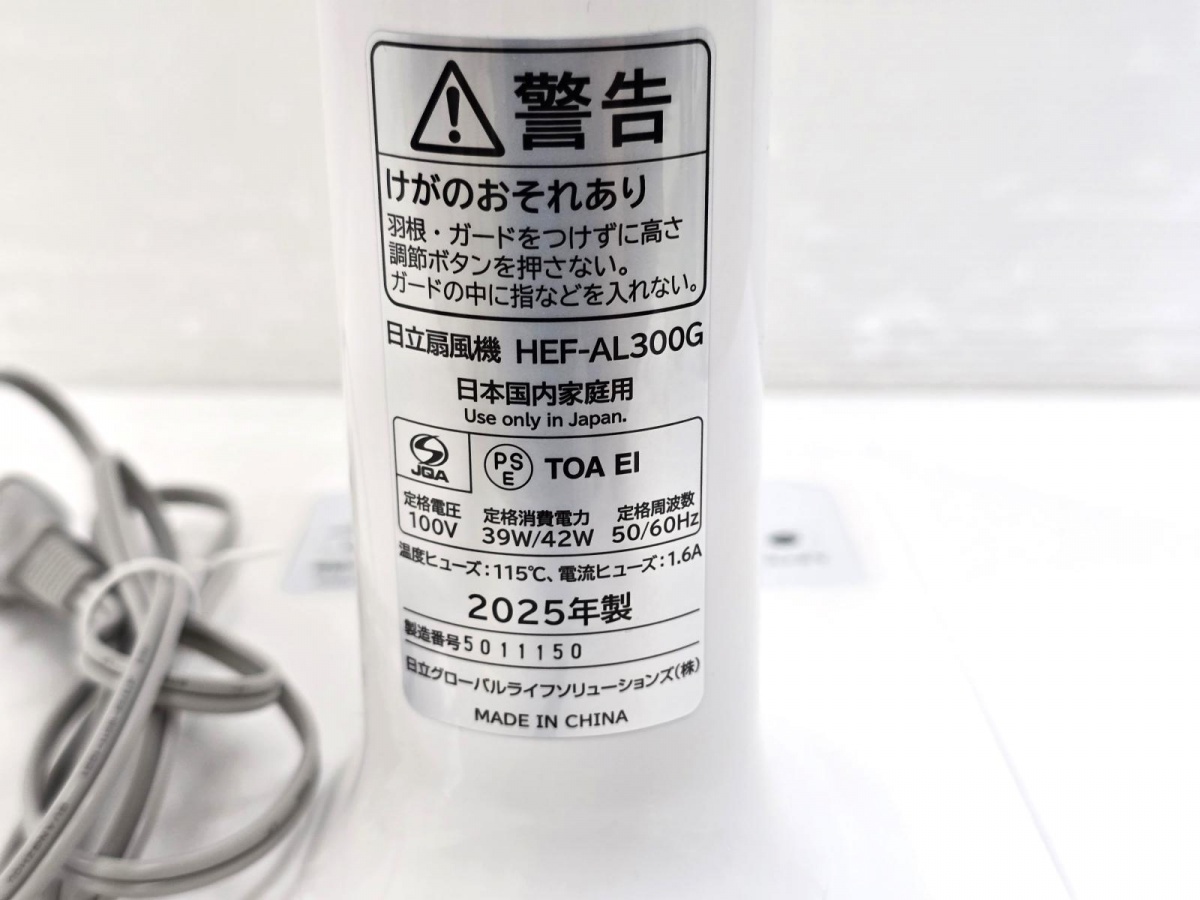 警告
けがのおそれあり
羽根・ガードをつけずに高さ
調節ボタンを押さない。
ガードの中に指などを入れない。
日立扇風機 HEF-AL300G
日本国内家庭用
Use only in Japan.
JQA PSE TOA EI
定格電圧 定格消費電力 定格周波数
100V 39W/42W 50/60Hz
温度ヒューズ:115℃、電流ヒューズ:1.6A
2025年製
製造番号5011150
日立グローバルライフソリューションズ(株)
MADE IN CHINA